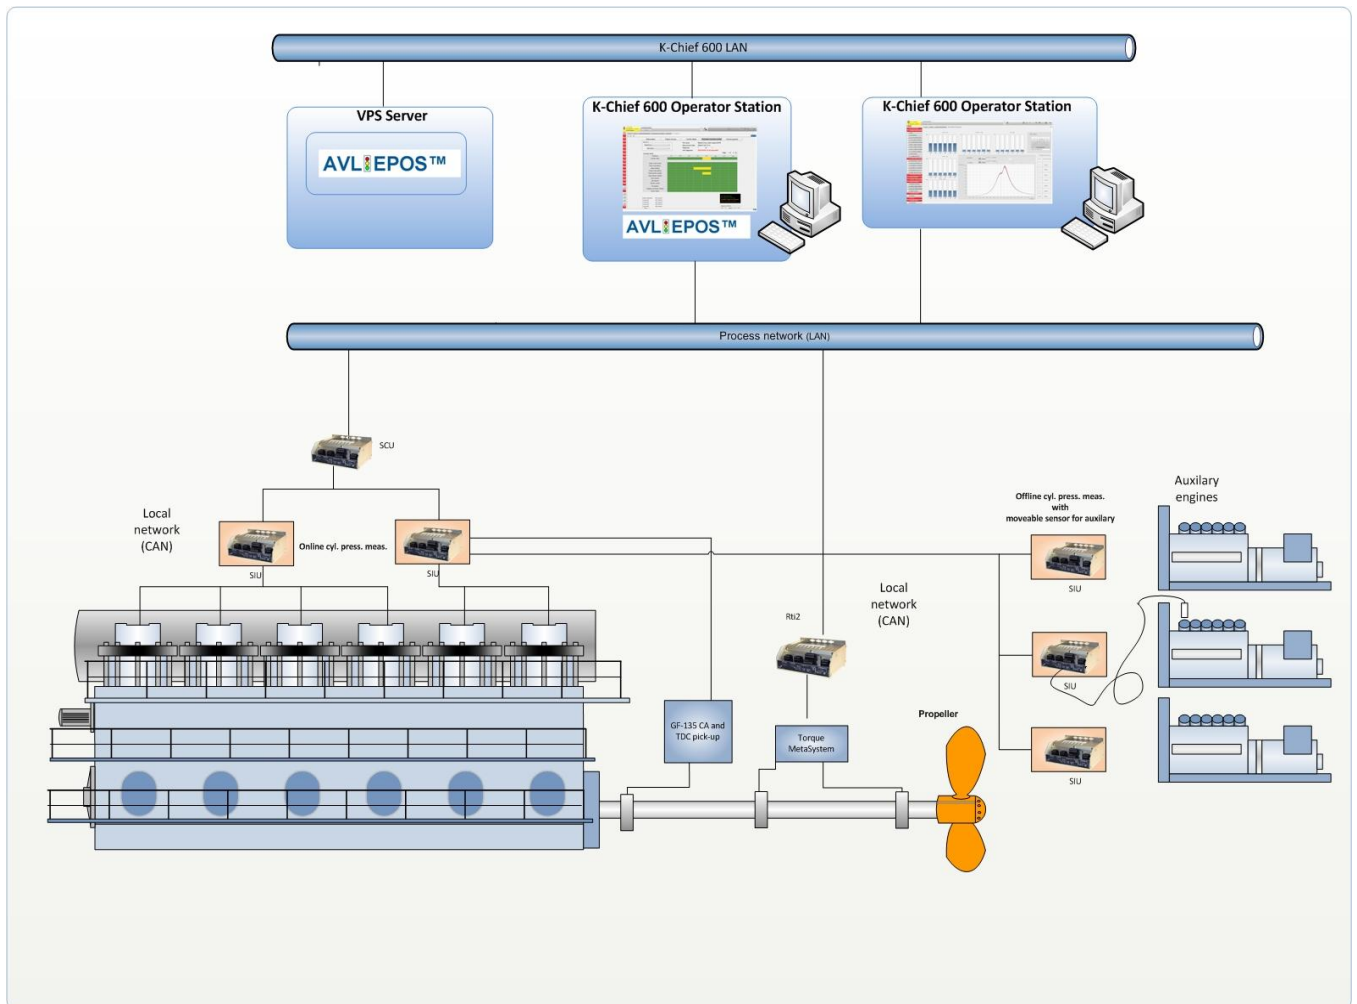 K-Chief 600 LAN
VPS Server
AVL EPOS™
K-Chief 600 Operator Station
AVL EPOS™
K-Chief 600 Operator Station
Process network (LAN)
SCU
Local
network
(CAN)
SIU
Online cyl. press. meas.
SIU
Offline cyl. press. meas.
with
moveable sensor for auxilary
Auxilary
engines
SIU
Local
network
(CAN)
Rti2
SIU
GF-135 CA and
TDC pick-up
Torque
MetaSystem
Propeller
SIU